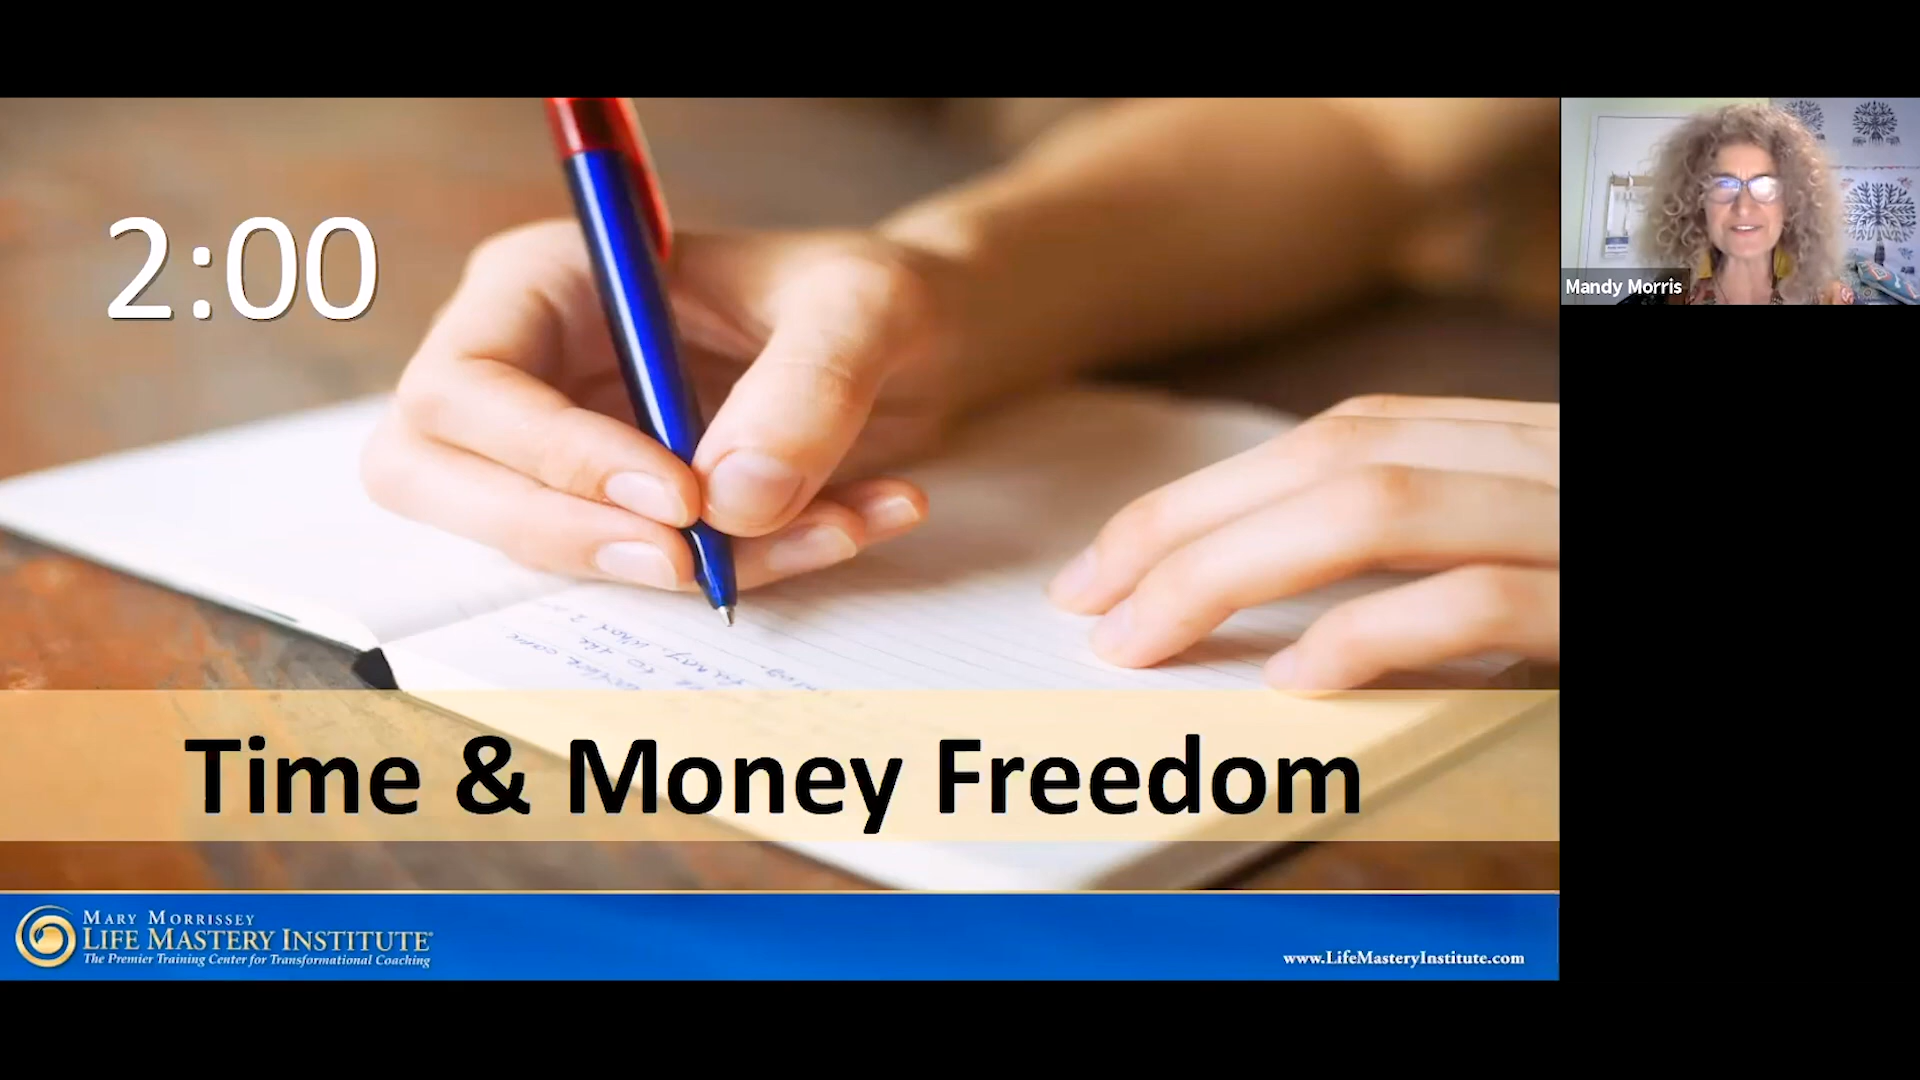 2:00
Mandy Morris
Time & Money Freedom
MARY MORRISSEY
LIFE MASTERY INSTITUTE®
The Premier Training Center for Transformational Coaching
www.LifeMasteryInstitute.com